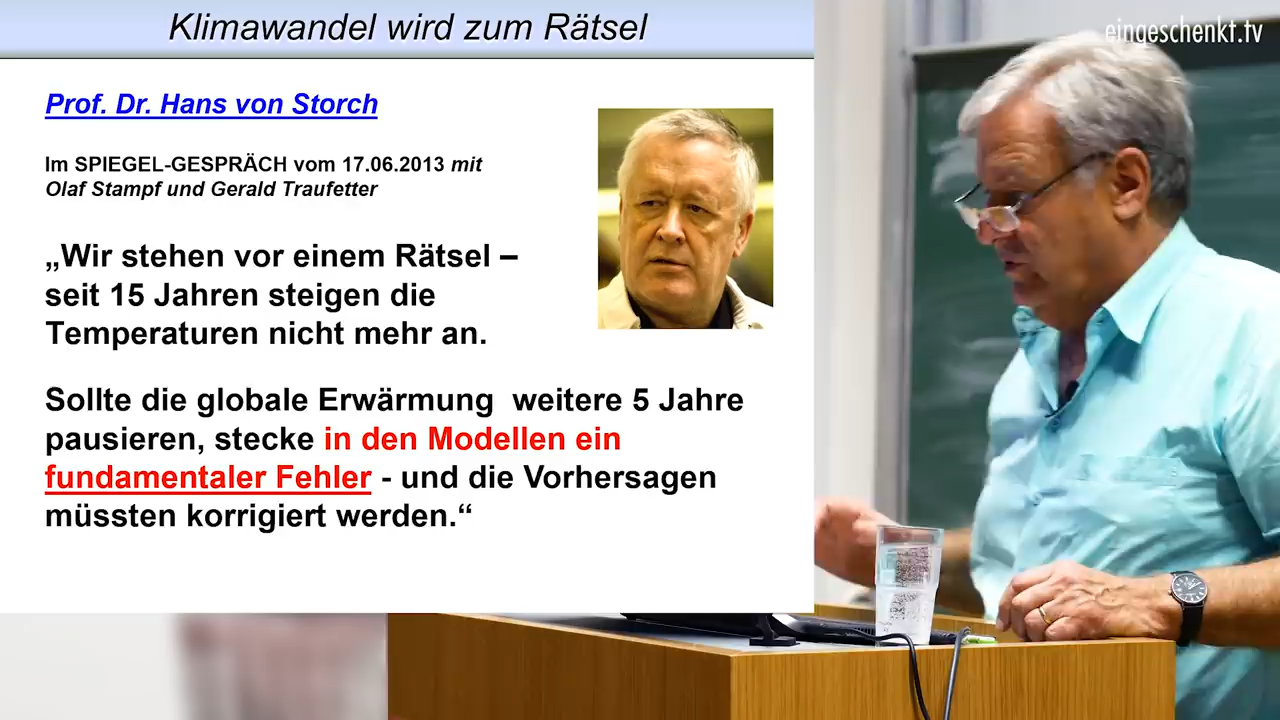 Klimawandel wird zum Rätsel
eingeschenkt.tv
Prof. Dr. Hans von Storch
Im SPIEGEL-GESPRÄCH vom 17.06.2013 mit
Olaf Stampf und Gerald Traufetter
„Wir stehen vor einem Rätsel –
seit 15 Jahren steigen die
Temperaturen nicht mehr an.
Sollte die globale Erwärmung  weitere 5 Jahre
pausieren, stecke in den Modellen ein
fundamentaler Fehler - und die Vorhersagen
müssten korrigiert werden.“